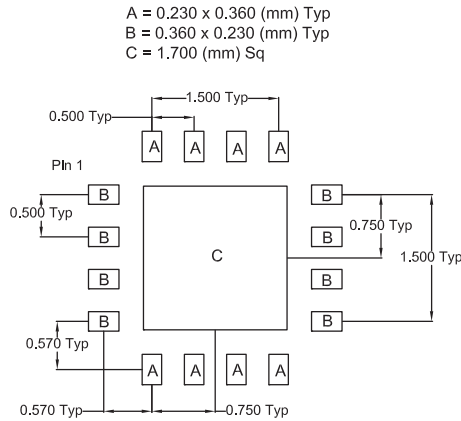 A = 0.230 x 0.360 (mm) Typ
B = 0.360 x 0.230 (mm) Typ
C = 1.700 (mm) Sq
1.500 Typ
0.500 Typ
A A A A
Pin 1
B B
0.500 Typ
0.750 Typ
B B
C
1.500 Typ
B B
B B
0.570 Typ
A A A A
0.570 Typ
0.750 Typ